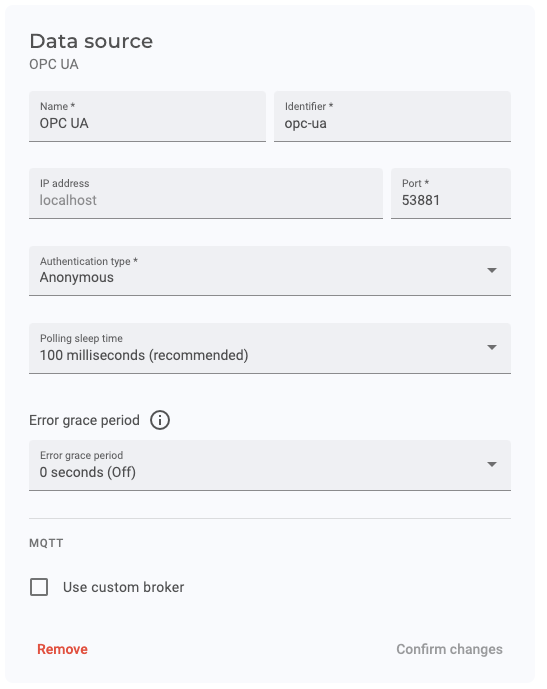 Data source
OPC UA
Name *
OPC UA
Identifier *
opc-ua
IP address
localhost
Port *
53881
Authentication type *
Anonymous
Polling sleep time
100 milliseconds (recommended)
Error grace period
Error grace period
0 seconds (Off)
MQTT
Use custom broker
Remove
Confirm changes